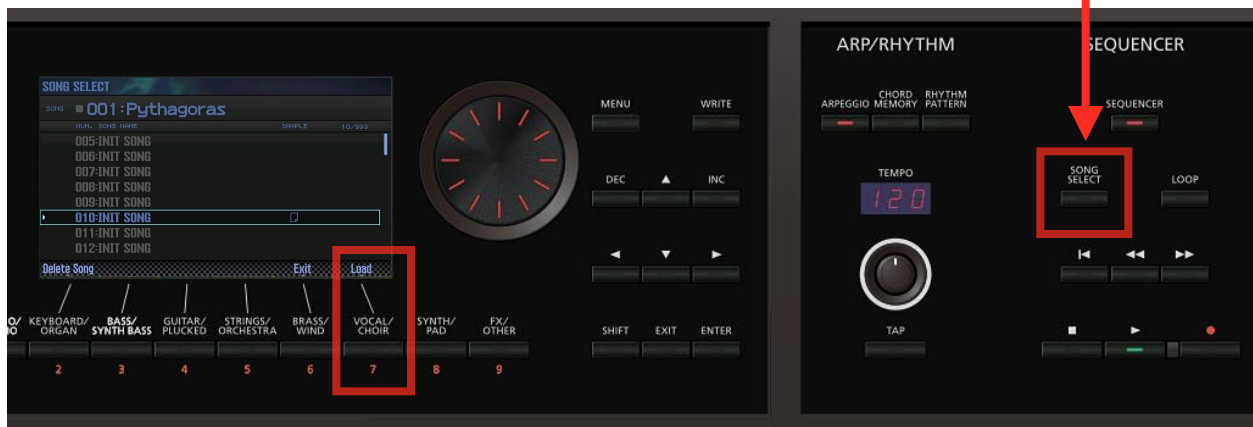 SONG SELECT
SONG 001:Pythagoras
NUM. SONG NAME SAMPLE 10/999
005:INIT SONG
006:INIT SONG
007:INIT SONG
008:INIT SONG
009:INIT SONG
010:INIT SONG
011:INIT SONG
012:INIT SONG
Delete Song Exit Load
KEYBOARD/
ORGAN
BASS/
SYNTH BASS
GUITAR/
PLUCKED
STRINGS/
ORCHESTRA
BRASS/
WIND
VOCAL/
CHOIR
SYNTH/
PAD
FX/
OTHER
2 3 4 5 6 7 8 9
MENU WRITE
DEC INC
SHIFT EXIT ENTER
ARP/RHYTHM
ARPEGGIO
CHORD
MEMORY
RHYTHM
PATTERN
TEMPO
120
TAP
SEQUENCER
SEQUENCER
SONG
SELECT
LOOP